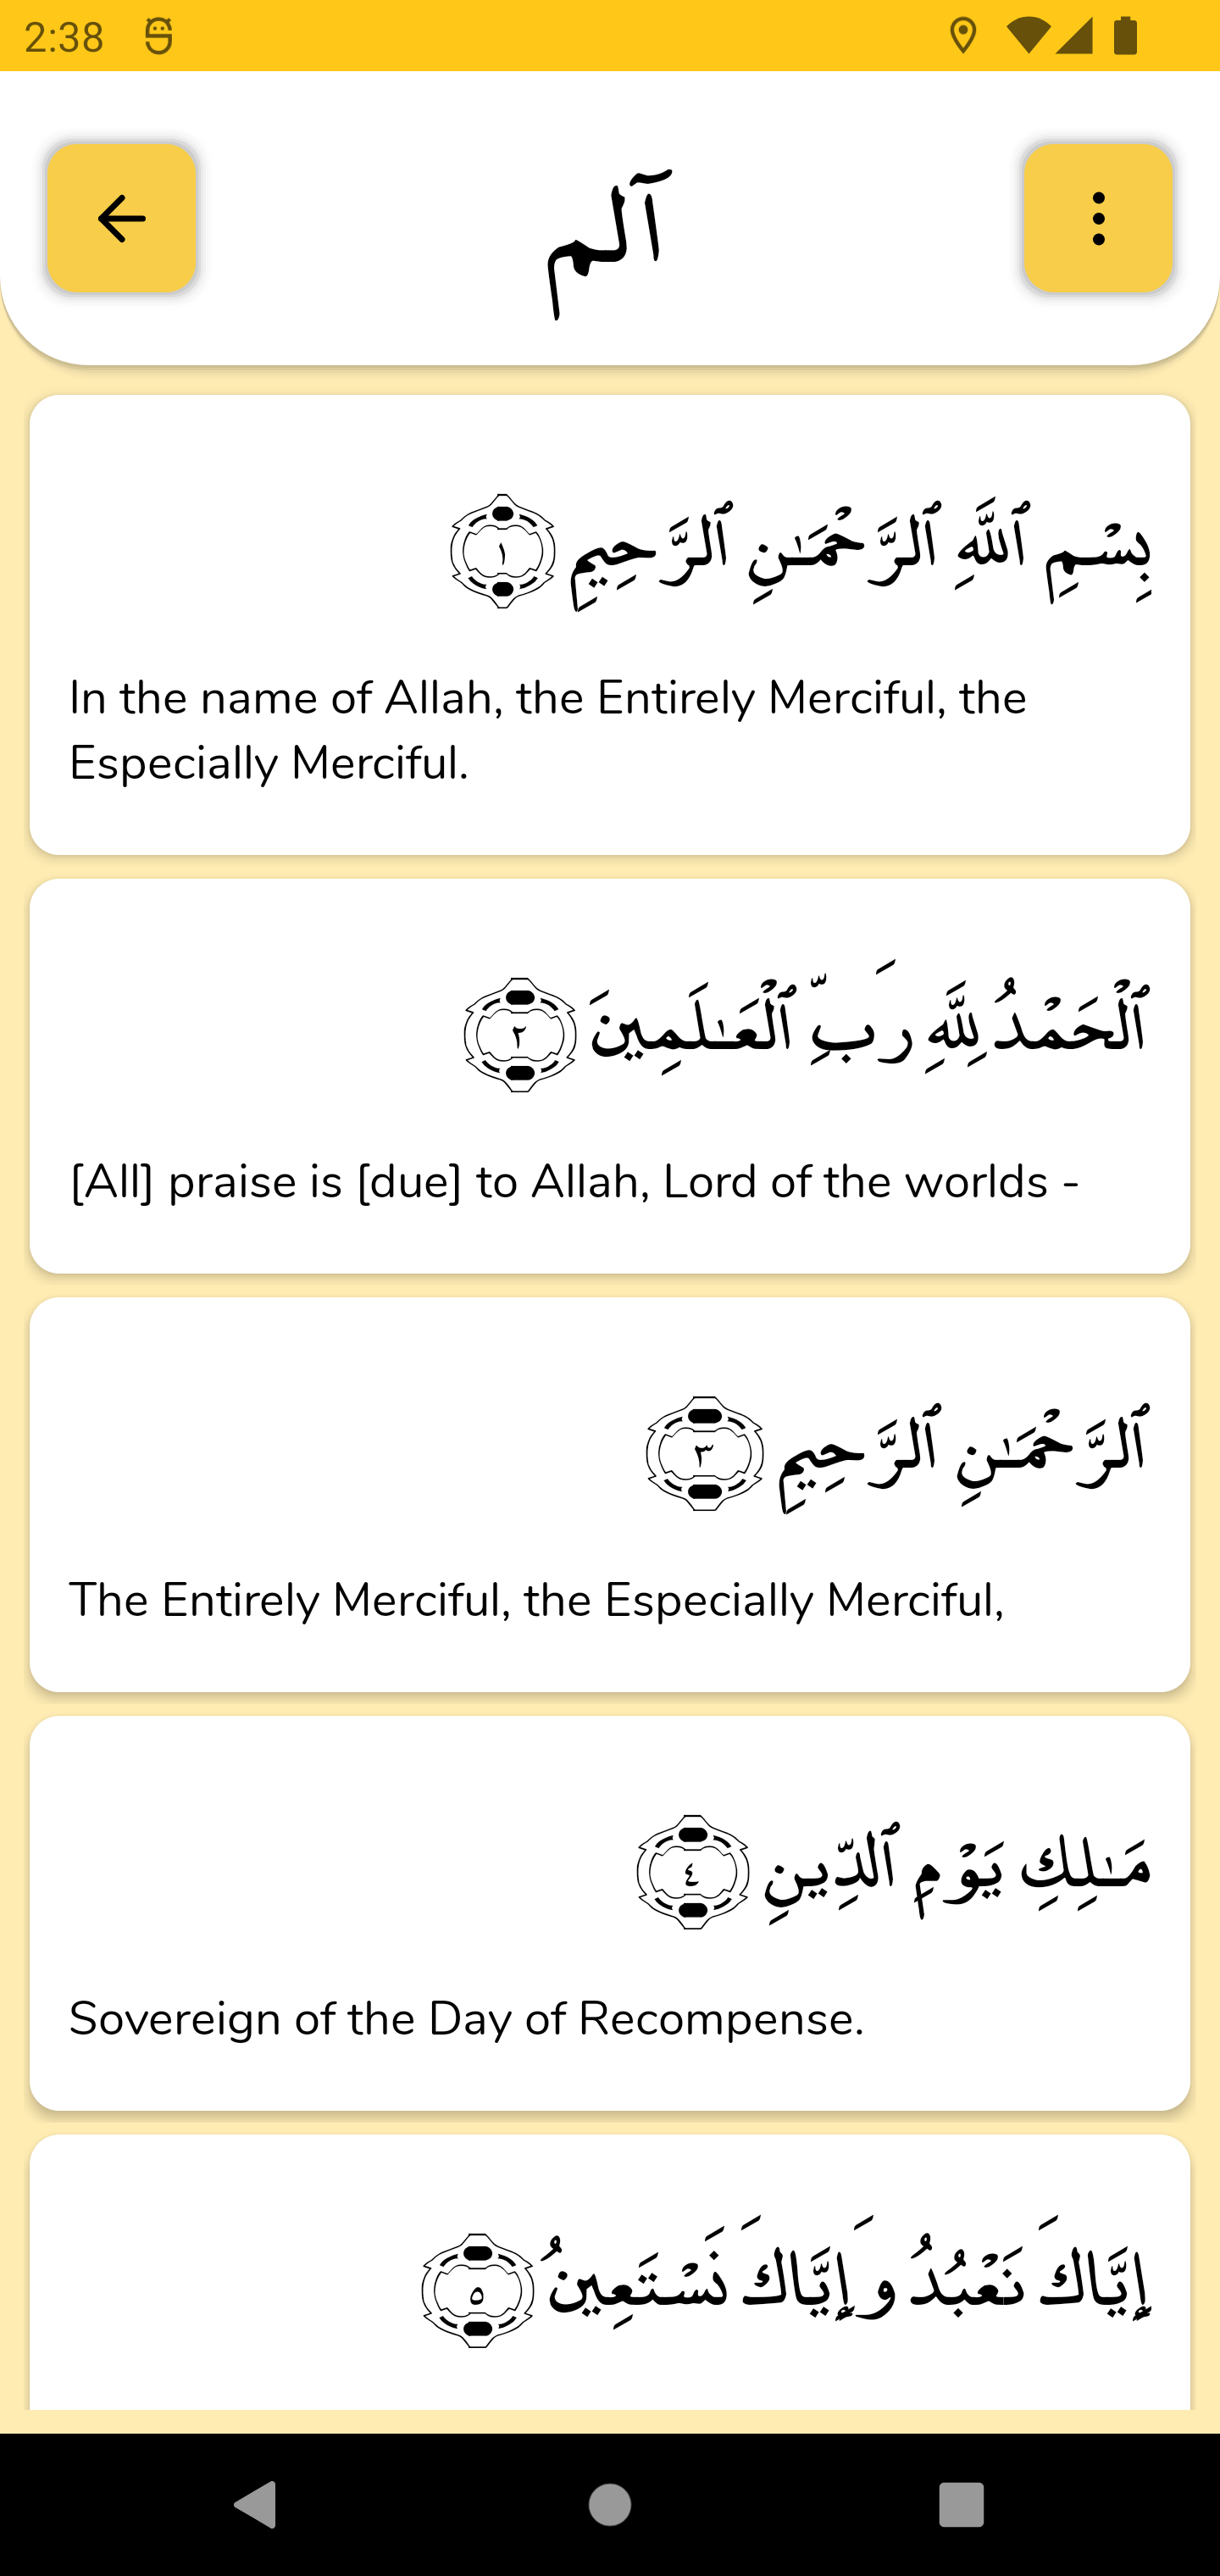 2:38
آلم
بِسْمِ ٱللَّهِ ٱلرَّحْمَـٰنِ ٱلرَّحِيمِ ١
In the name of Allah, the Entirely Merciful, the
Especially Merciful.
ٱلْحَمْدُ لِلَّهِ رَبِّ ٱلْعَـٰلَمِينَ ٢
[All] praise is [due] to Allah, Lord of the worlds -
ٱلرَّحْمَـٰنِ ٱلرَّحِيمِ ٣
The Entirely Merciful, the Especially Merciful,
مَـٰلِكِ يَوْمِ ٱلدِّينِ ٤
Sovereign of the Day of Recompense.
إِيَّاكَ نَعْبُدُ وَإِيَّاكَ نَسْتَعِينُ ٥